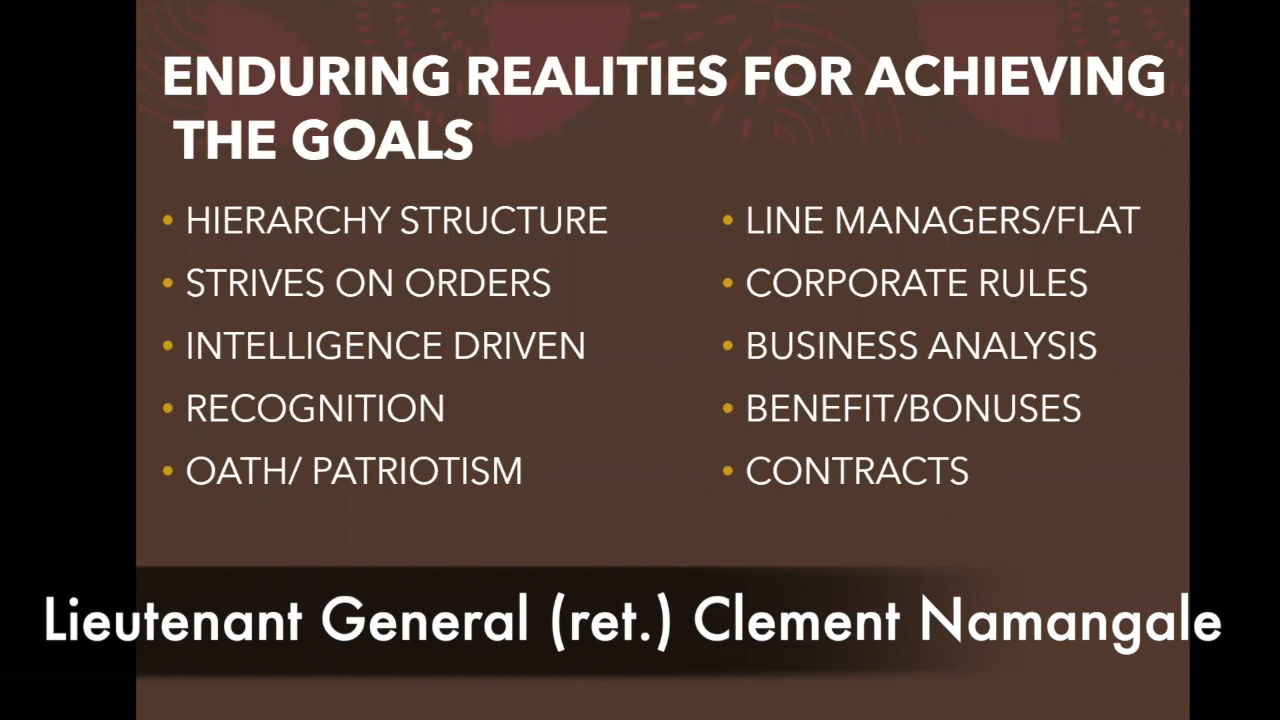 ENDURING REALITIES FOR ACHIEVING
THE GOALS
• HIERARCHY STRUCTURE
• STRIVES ON ORDERS
• INTELLIGENCE DRIVEN
• RECOGNITION
• OATH/ PATRIOTISM
• LINE MANAGERS/FLAT
• CORPORATE RULES
• BUSINESS ANALYSIS
• BENEFIT/BONUSES
• CONTRACTS
Lieutenant General (ret.) Clement Namangale